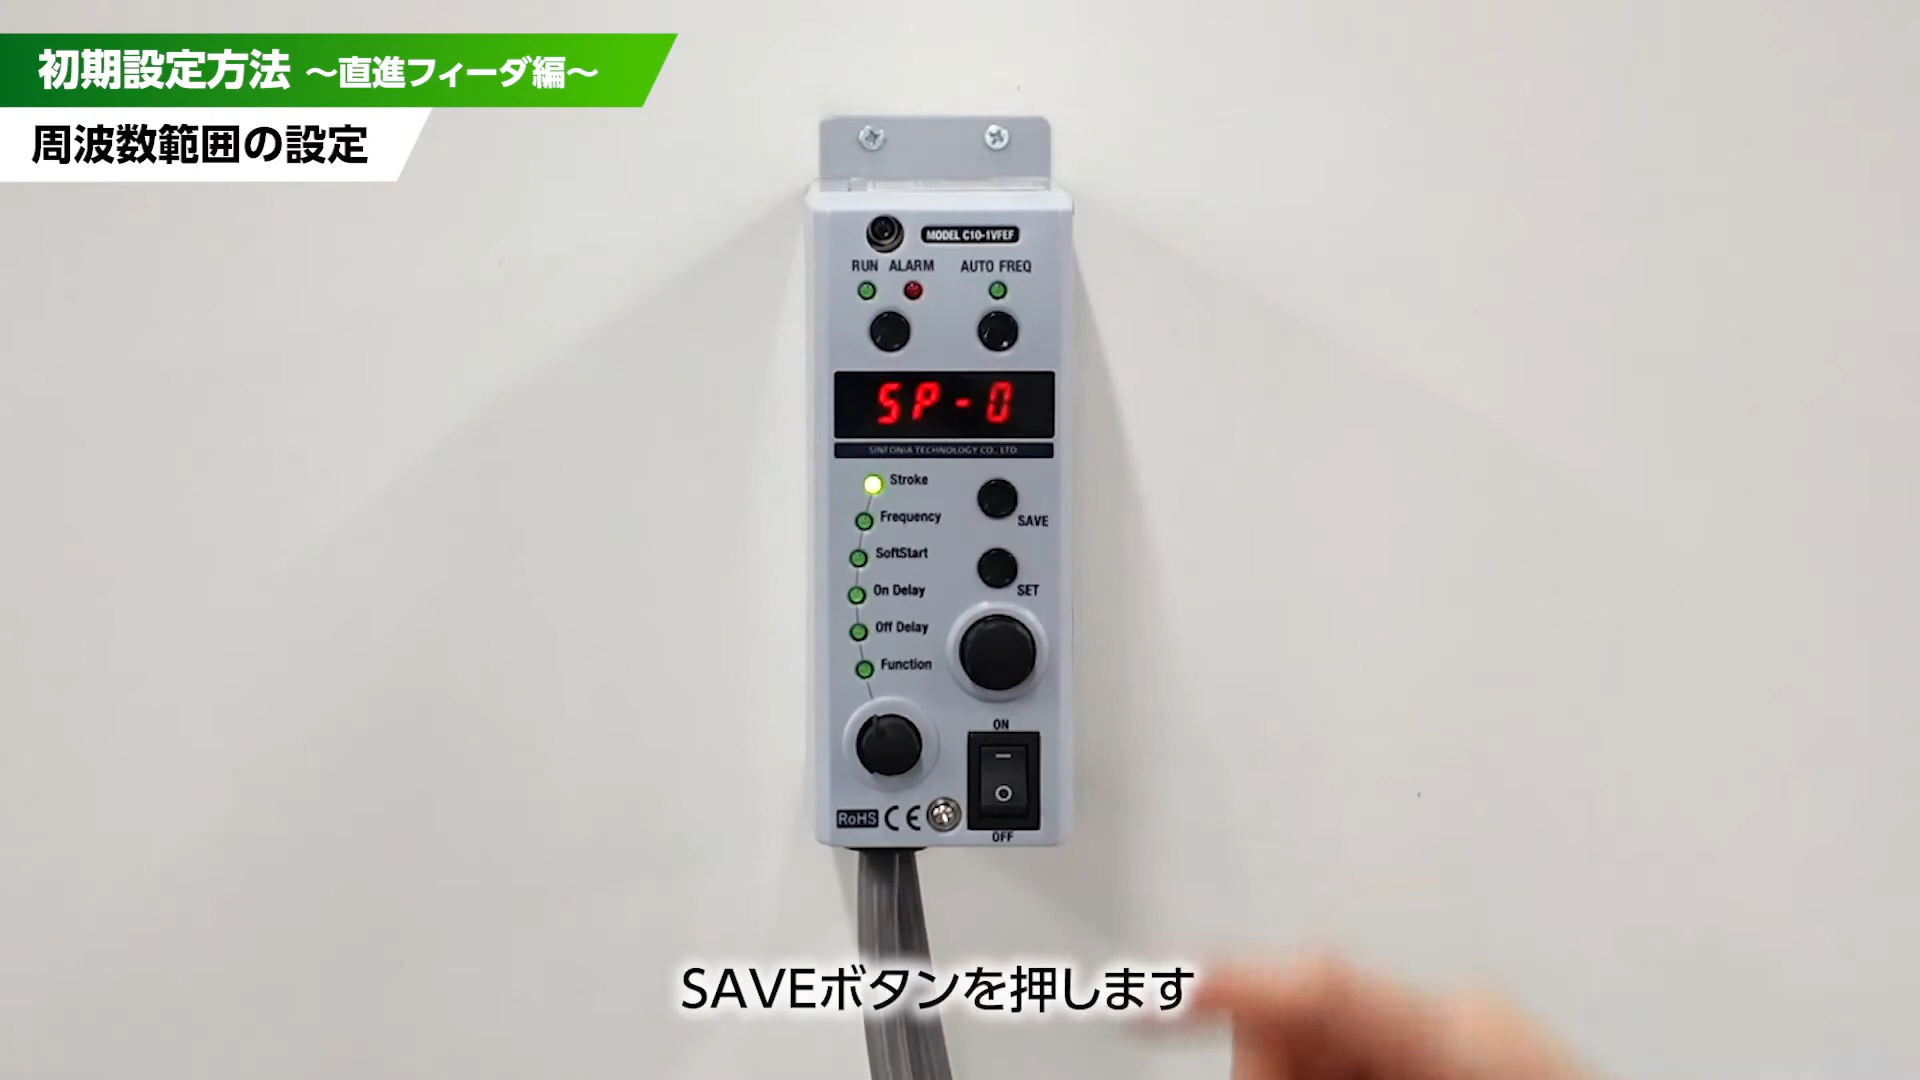 初期設定方法 ～直進フィーダ編～
周波数範囲の設定
MODEL C10-1VFEF
RUN ALARM AUTO FREQ
SP-0
SINFONIA TECHNOLOGY CO., LTD
Stroke
Frequency
SAVE
SoftStart
On Delay
SET
Off Delay
Function
ON
RoHS CE
OFF
SAVEボタンを押します